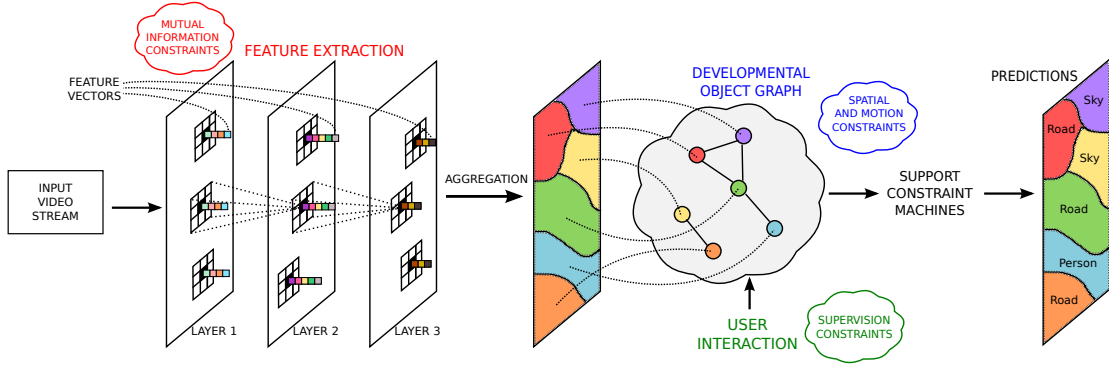 MUTUAL
INFORMATION
CONSTRAINTS
FEATURE EXTRACTION
FEATURE
VECTORS
INPUT
VIDEO
STREAM
LAYER 1
LAYER 2
LAYER 3
AGGREGATION
DEVELOPMENTAL
OBJECT GRAPH
SPATIAL
AND MOTION
CONSTRAINTS
USER
INTERACTION
SUPERVISION
CONSTRAINTS
SUPPORT
CONSTRAINT
MACHINES
PREDICTIONS
Sky
Road
Sky
Road
Person
Road